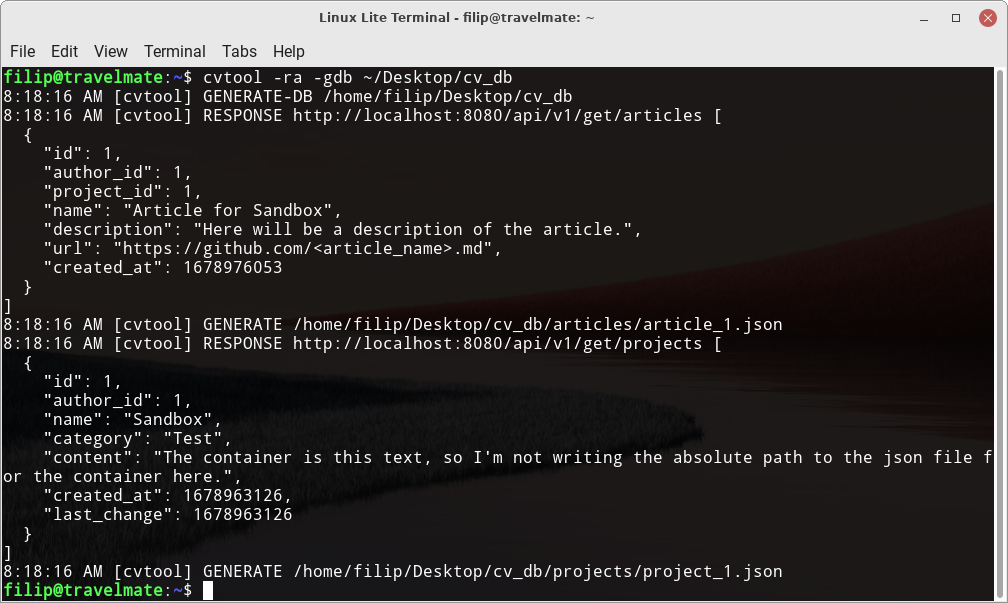 Linux Lite Terminal - filip@travelmate: ~
File Edit View Terminal Tabs Help
filip@travelmate:~$ cvtool -ra -gdb ~/Desktop/cv_db
8:18:16 AM [cvtool] GENERATE-DB /home/filip/Desktop/cv_db
8:18:16 AM [cvtool] RESPONSE http://localhost:8080/api/v1/get/articles [
  {
    "id": 1,
    "author_id": 1,
    "project_id": 1,
    "name": "Article for Sandbox",
    "description": "Here will be a description of the article.",
    "url": "https://github.com/<article_name>.md",
    "created_at": 1678976053
  }
]
8:18:16 AM [cvtool] GENERATE /home/filip/Desktop/cv_db/articles/article_1.json
8:18:16 AM [cvtool] RESPONSE http://localhost:8080/api/v1/get/projects [
  {
    "id": 1,
    "author_id": 1,
    "name": "Sandbox",
    "category": "Test",
    "content": "The container is this text, so I'm not writing the absolute path to the json file f
or the container here.",
    "created_at": 1678963126,
    "last_change": 1678963126
  }
]
8:18:16 AM [cvtool] GENERATE /home/filip/Desktop/cv_db/projects/project_1.json
filip@travelmate:~$